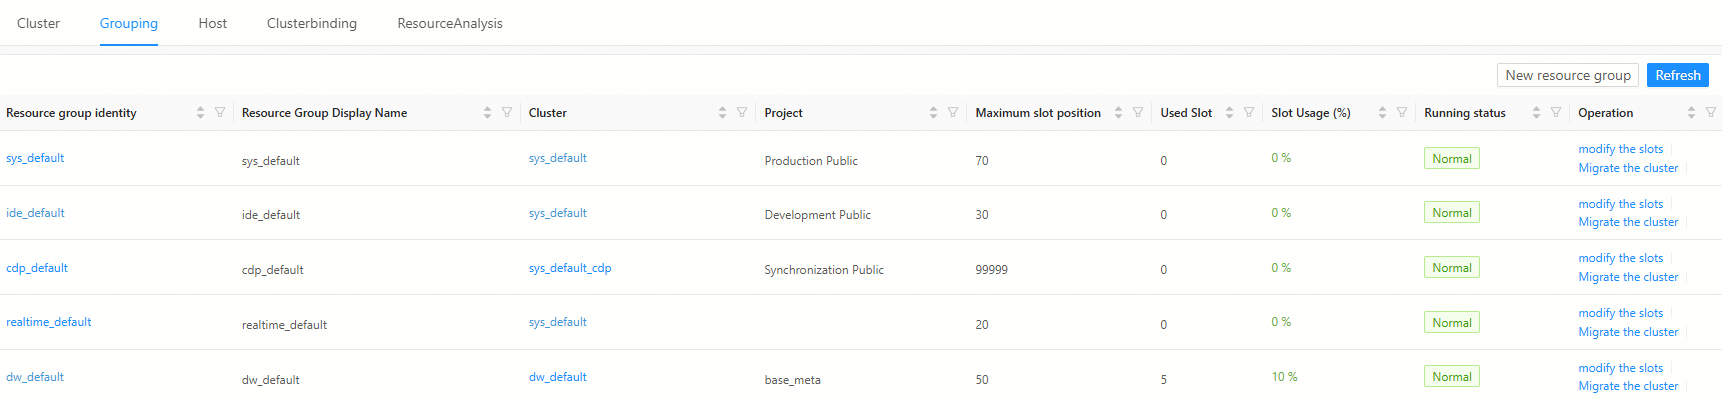 Cluster Grouping Host Clusterbinding ResourceAnalysis
New resource group Refresh
Resource group identity Resource Group Display Name Cluster Project Maximum slot position Used Slot Slot Usage (%) Running status Operation
sys_default sys_default sys_default Production Public 70 0 0 % Normal modify the slots
Migrate the cluster
ide_default ide_default sys_default Development Public 30 0 0 % Normal modify the slots
Migrate the cluster
cdp_default cdp_default sys_default_cdp Synchronization Public 99999 0 0 % Normal modify the slots
Migrate the cluster
realtime_default realtime_default sys_default 20 0 0 % Normal modify the slots
Migrate the cluster
dw_default dw_default dw_default base_meta 50 5 10 % Normal modify the slots
Migrate the cluster